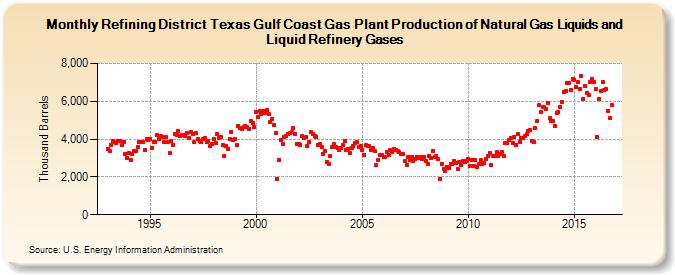 Monthly Refining District Texas Gulf Coast Gas Plant Production of Natural Gas Liquids and
Liquid Refinery Gases
Thousand Barrels
8,000
6,000
4,000
2,000
0
1995
2000
2005
2010
2015
Source: U.S. Energy Information Administration